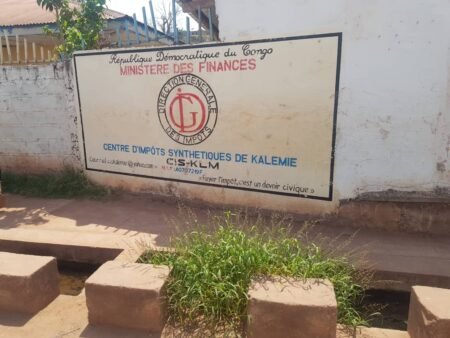 République Démocratique du Congo
MINISTERE DES FINANCES
DIRECTION GENERALE
DES IMPÔTS
DGI
CENTRE D'IMPÔTS SYNTHETIQUES DE KALEMIE
CIS-KLM
« Payer l'impôt, c'est un devoir civique »